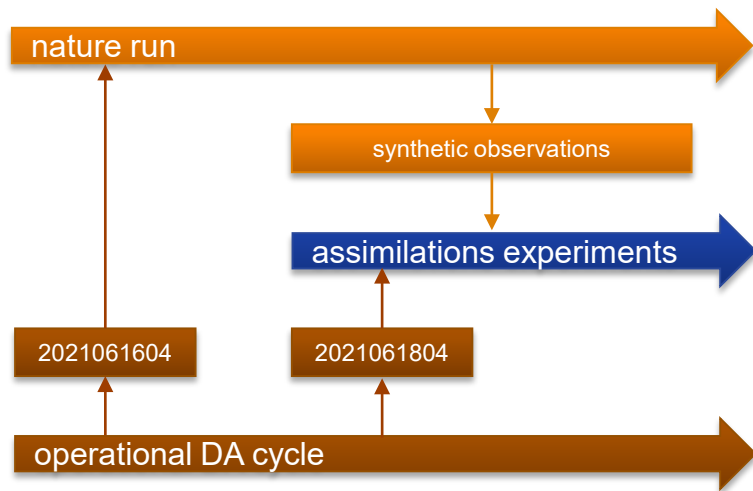 nature run
synthetic observations
assimilations experiments
2021061604
2021061804
operational DA cycle